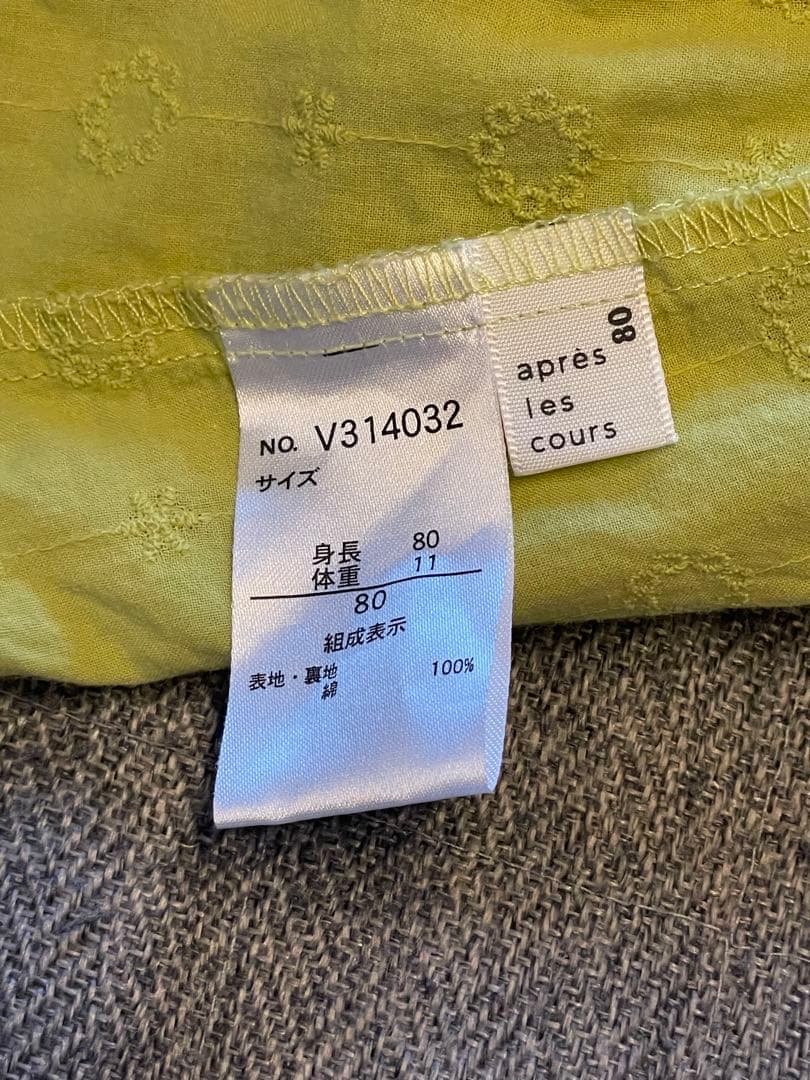 NO. V314032
サイズ
身長 80
体重 11
80
組成表示
表地・裏地
綿 100%
08
après
les
cours